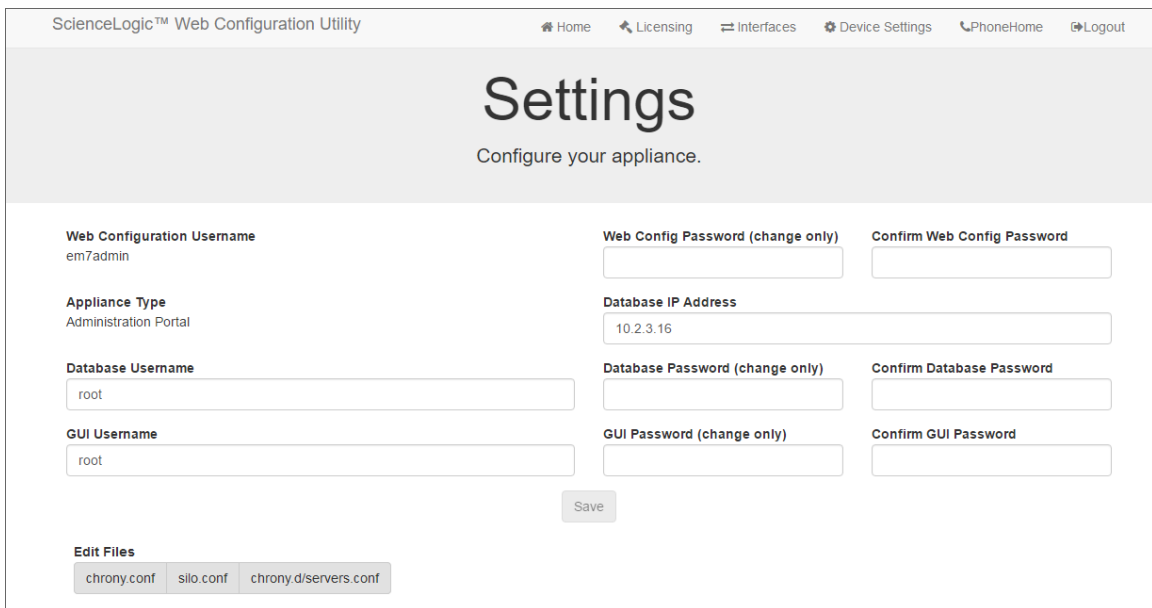 ScienceLogic™ Web Configuration Utility
Home Licensing Interfaces Device Settings PhoneHome Logout
Settings
Configure your appliance.
Web Configuration Username
em7admin
Web Config Password (change only)
Confirm Web Config Password
Appliance Type
Administration Portal
Database IP Address
10.2.3.16
Database Username
root
Database Password (change only)
Confirm Database Password
GUI Username
root
GUI Password (change only)
Confirm GUI Password
Save
Edit Files
chrony.conf silo.conf chrony.d/servers.conf